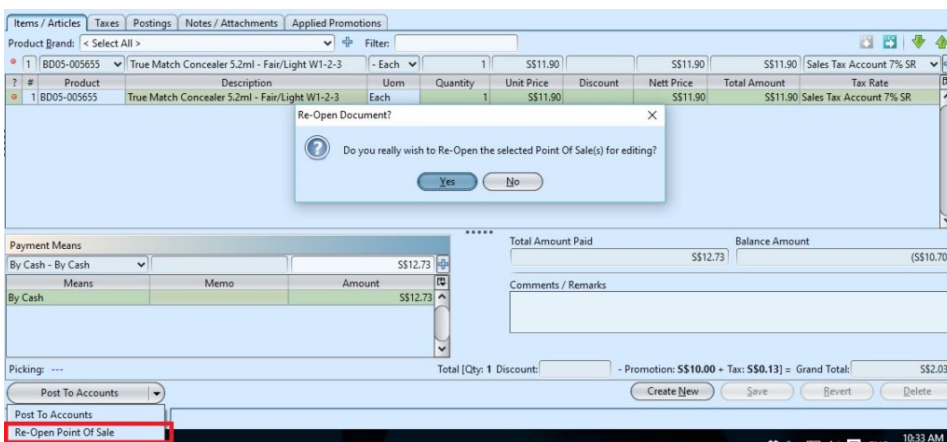 Items / Articles Taxes Postings Notes / Attachments Applied Promotions
Product Brand: < Select All > Filter:
1 BD05-005655 True Match Concealer 5.2ml - Fair/Light W1-2-3 - Each 1 S$11.90 S$11.90 S$11.90 Sales Tax Account 7% SR
? # Product Description Uom Quantity Unit Price Discount Nett Price Total Amount Tax Rate
1 BD05-005655 True Match Concealer 5.2ml - Fair/Light W1-2-3 Each 1 S$11.90 S$11.90 S$11.90 Sales Tax Account 7% SR
Re-Open Document?
Do you really wish to Re-Open the selected Point Of Sale(s) for editing?
Yes No
Payment Means Total Amount Paid Balance Amount
By Cash - By Cash S$12.73 S$12.73 (S$10.70
Means Memo Amount Comments / Remarks
By Cash S$12.73
Picking: --- Total [Qty: 1 Discount: - Promotion: S$10.00 + Tax: S$0.13] = Grand Total: S$2.03
Post To Accounts Create New Save Revert Delete
Post To Accounts
Re-Open Point Of Sale
10:33 AM